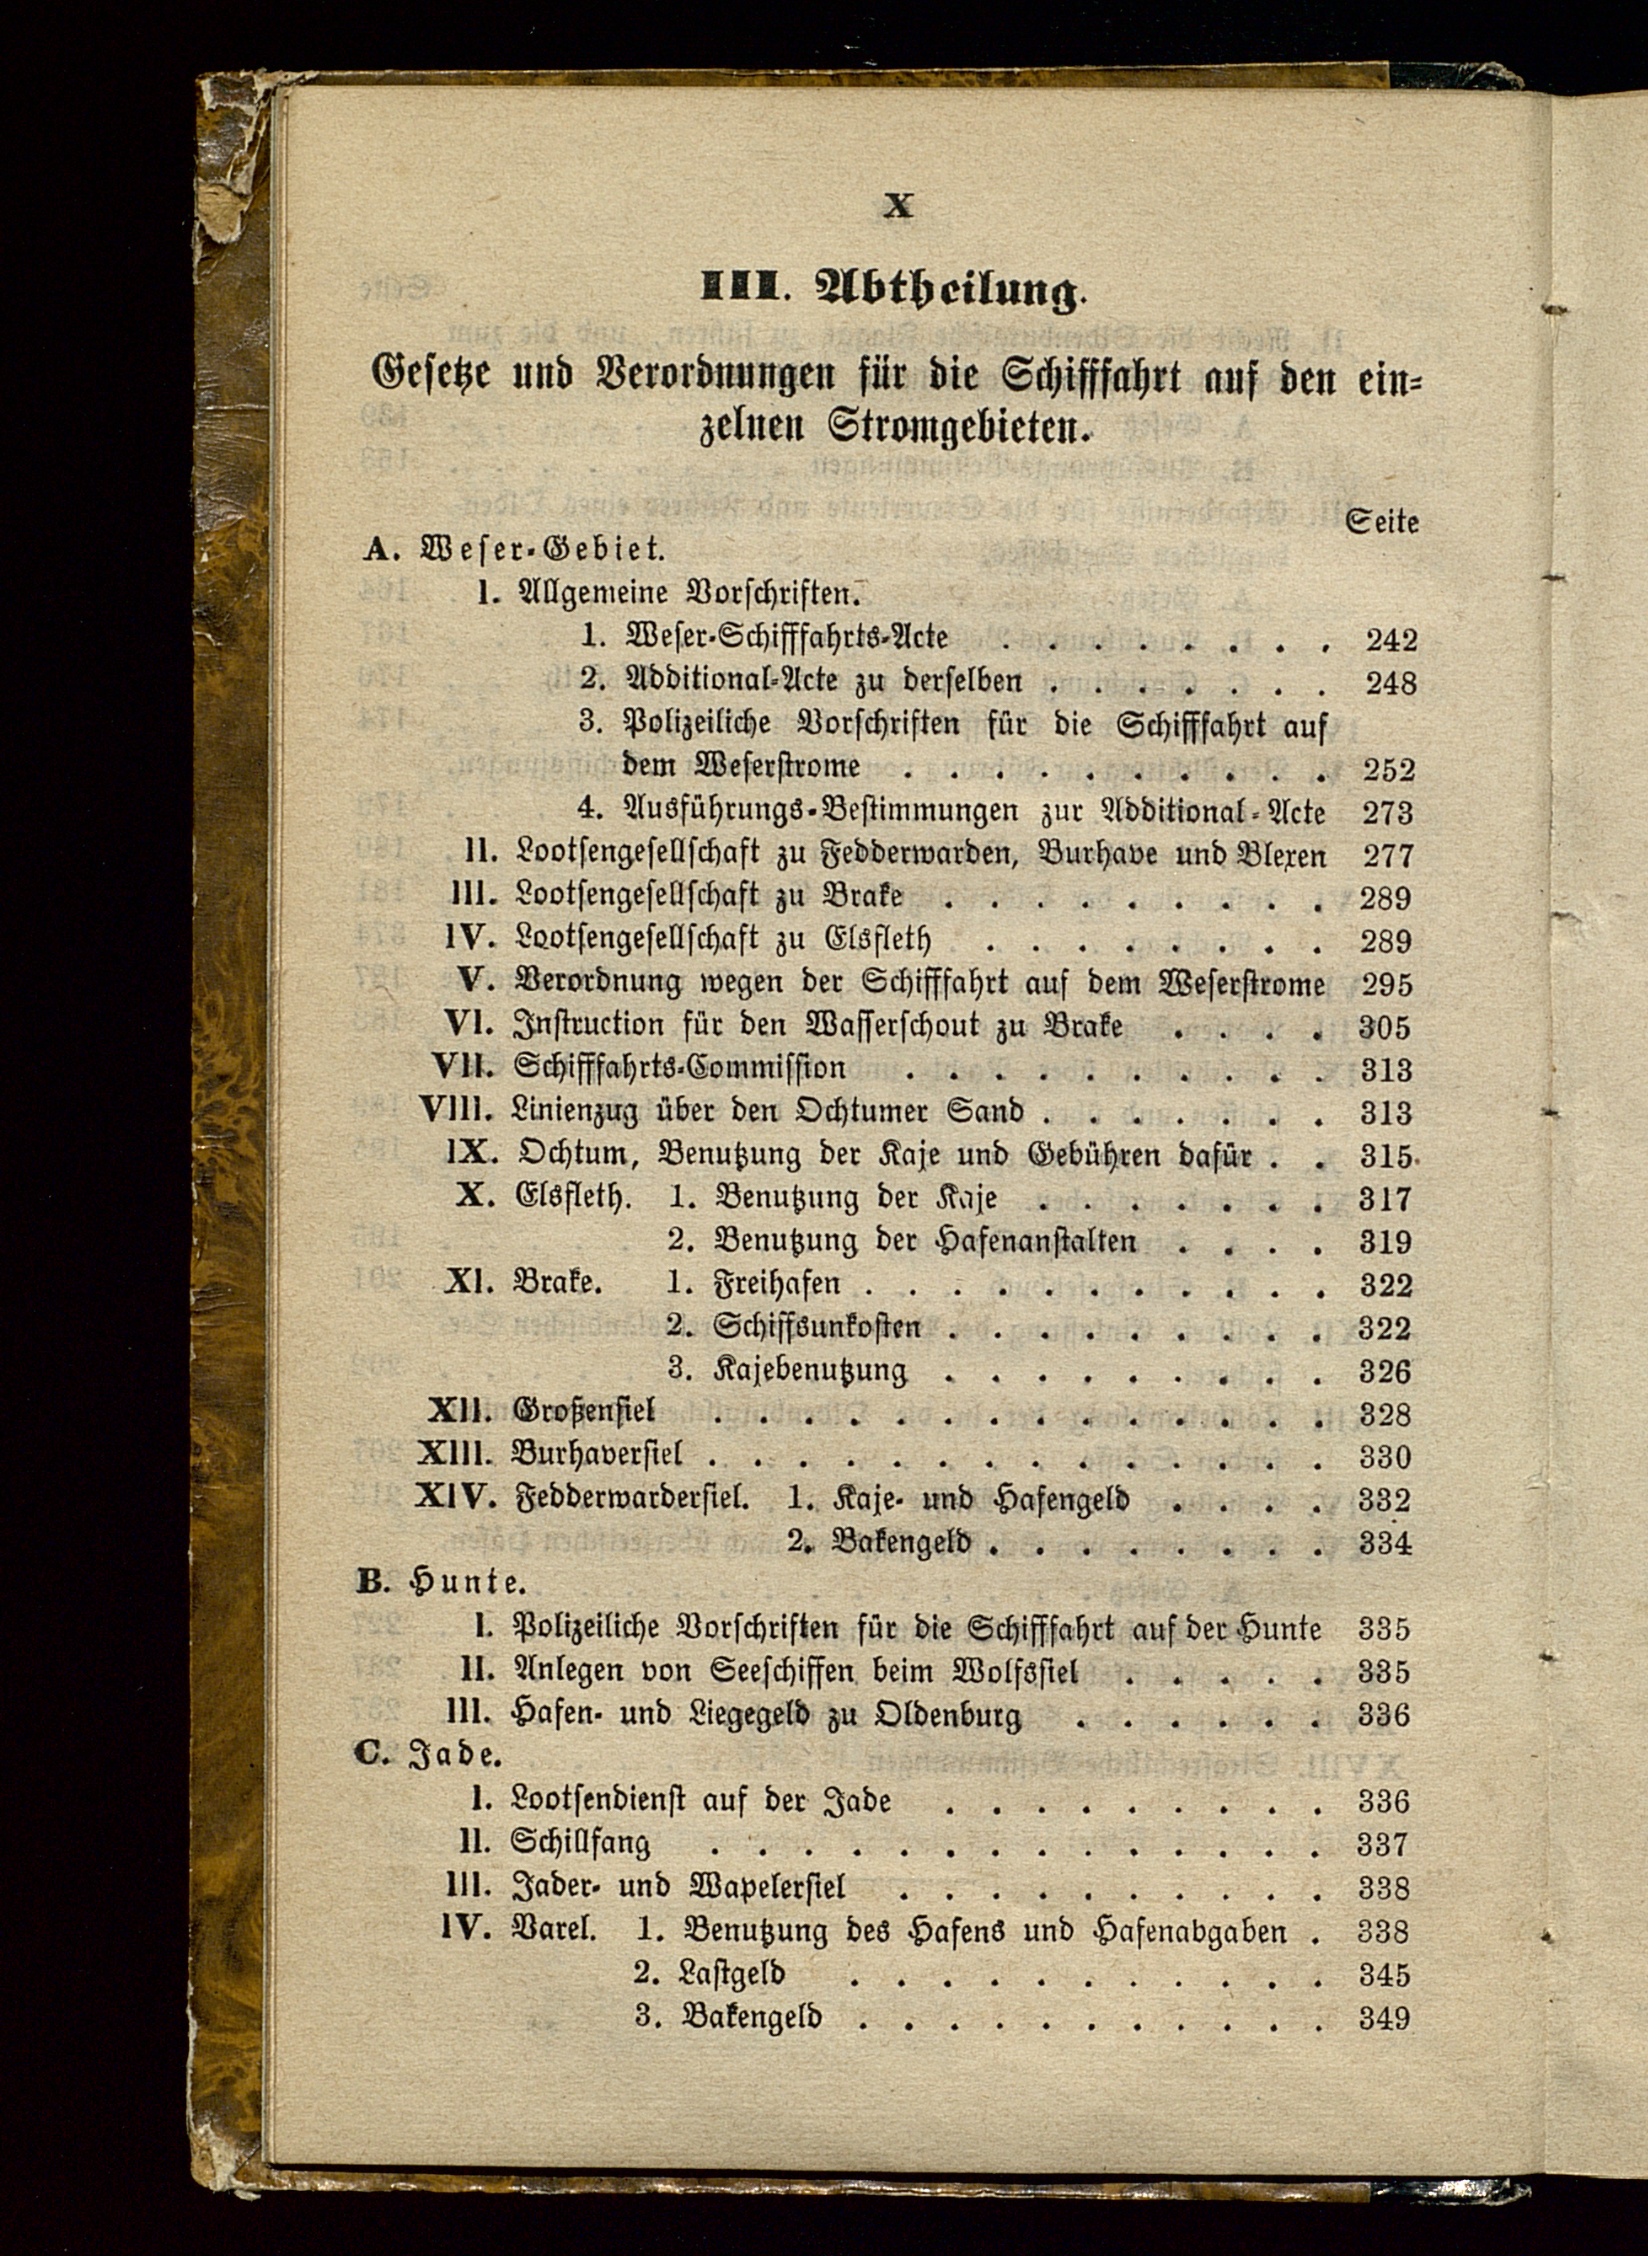 X
III. Abtheilung.
Gesetze und Verordnungen für die Schifffahrt auf den ein-
zelnen Stromgebieten.
Seite
A. Weser-Gebiet.
I. Allgemeine Vorschriften.
1. Weser-Schifffahrts-Acte . . . . . . . . 242
2. Additional-Acte zu derselben . . . . . . . 248
3. Polizeiliche Vorschriften für die Schifffahrt auf
dem Weserstrome . . . . . . . . . . 252
4. Ausführungs-Bestimmungen zur Additional-Acte 273
II. Lootsengesellschaft zu Fedderwarden, Burhave und Blexen 277
III. Lootsengesellschaft zu Brake . . . . . . . . . 289
IV. Lootsengesellschaft zu Elsfleth . . . . . . . . 289
V. Verordnung wegen der Schifffahrt auf dem Weserstrome 295
VI. Instruction für den Wasserschout zu Brake . . . . 305
VII. Schifffahrts-Commission . . . . . . . . . . 313
VIII. Linienzug über den Ochtumer Sand . . . . . . . 313
IX. Ochtum, Benutzung der Kaje und Gebühren dafür . . 315
X. Elsfleth. 1. Benutzung der Kaje . . . . . . . 317
2. Benutzung der Hafenanstalten . . . . 319
XI. Brake. 1. Freihafen . . . . . . . . . . . 322
2. Schiffsunkosten . . . . . . . . . 322
3. Kajebenutzung . . . . . . . . . 326
XII. Großensiel . . . . . . . . . . . . . . 328
XIII. Burhaversiel . . . . . . . . . . . . . . 330
XIV. Fedderwardersiel. 1. Kaje- und Hafengeld . . . . 332
2. Bakengeld . . . . . . . . 334
B. Hunte.
I. Polizeiliche Vorschriften für die Schifffahrt auf der Hunte 335
II. Anlegen von Seeschiffen beim Wolfssiel . . . . . 335
III. Hafen- und Liegegeld zu Oldenburg . . . . . . 336
C. Jade.
I. Lootsendienst auf der Jade . . . . . . . . . 336
II. Schillfang . . . . . . . . . . . . . . 337
III. Jader- und Wapelersiel . . . . . . . . . . 338
IV. Varel. 1. Benutzung des Hafens und Hafenabgaben . 338
2. Lastgeld . . . . . . . . . . . 345
3. Bakengeld . . . . . . . . . . . 349